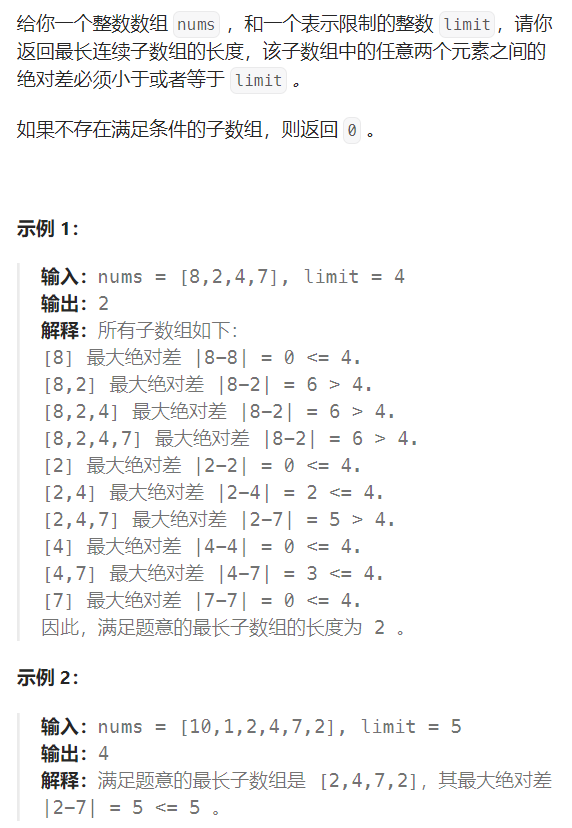 给你一个整数数组 nums ，和一个表示限制的整数 limit，请你
返回最长连续子数组的长度，该子数组中的任意两个元素之间的
绝对差必须小于或者等于 limit 。
如果不存在满足条件的子数组，则返回 0 。
示例 1：
输入：nums = [8,2,4,7], limit = 4
输出：2
解释：所有子数组如下：
[8] 最大绝对差 |8-8| = 0 <= 4.
[8,2] 最大绝对差 |8-2| = 6 > 4.
[8,2,4] 最大绝对差 |8-2| = 6 > 4.
[8,2,4,7] 最大绝对差 |8-2| = 6 > 4.
[2] 最大绝对差 |2-2| = 0 <= 4.
[2,4] 最大绝对差 |2-4| = 2 <= 4.
[2,4,7] 最大绝对差 |2-7| = 5 > 4.
[4] 最大绝对差 |4-4| = 0 <= 4.
[4,7] 最大绝对差 |4-7| = 3 <= 4.
[7] 最大绝对差 |7-7| = 0 <= 4.
因此，满足题意的最长子数组的长度为 2 。
示例 2：
输入：nums = [10,1,2,4,7,2], limit = 5
输出：4
解释：满足题意的最长子数组是 [2,4,7,2]，其最大绝对差
|2-7| = 5 <= 5 。